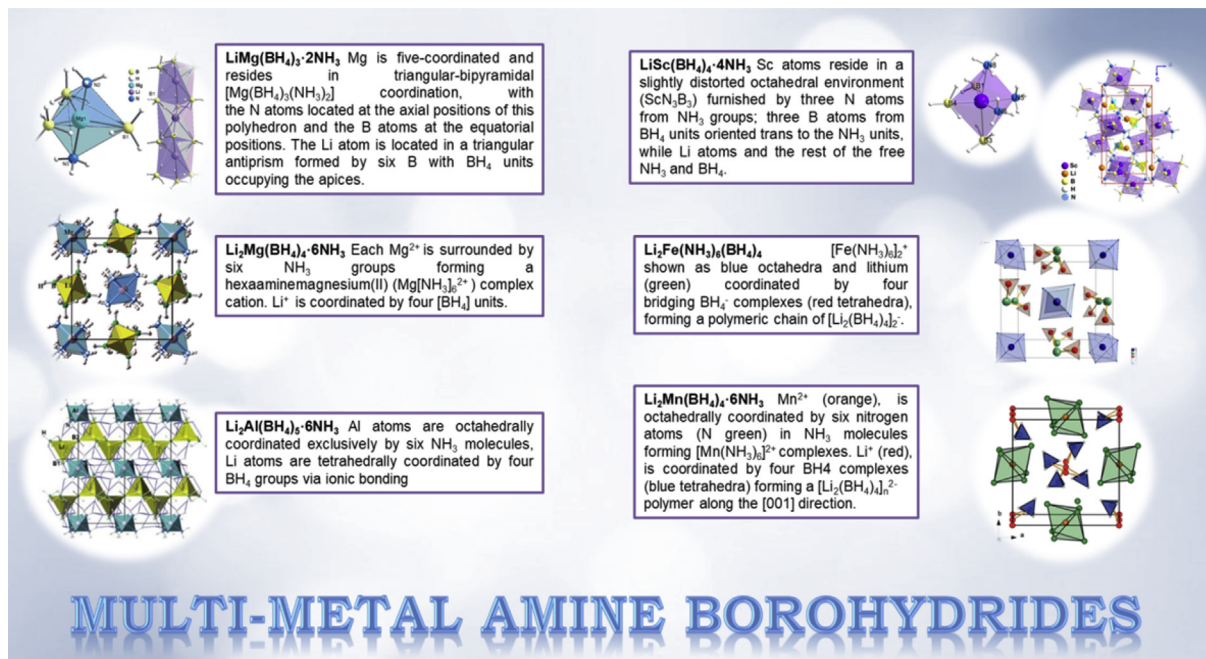 LiMg(BH₄)₃·2NH₃ Mg is five-coordinated and
resides in triangular-bipyramidal
[Mg(BH₄)₃(NH₃)₂] coordination, with
the N atoms located at the axial positions of this
polyhedron and the B atoms at the equatorial
positions. The Li atom is located in a triangular
antiprism formed by six B with BH₄ units
occupying the apices.
Li₂Mg(BH₄)₄·6NH₃ Each Mg²⁺ is surrounded by
six NH₃ groups forming a
hexaaminemagnesium(II) (Mg[NH₃]₆²⁺) complex
cation. Li⁺ is coordinated by four [BH₄] units.
Li₂Al(BH₄)₅·6NH₃ Al atoms are octahedrally
coordinated exclusively by six NH₃ molecules,
Li atoms are tetrahedrally coordinated by four
BH₄ groups via ionic bonding
LiSc(BH₄)₄·4NH₃ Sc atoms reside in a
slightly distorted octahedral environment
(ScN₃B₃) furnished by three N atoms
from NH₃ groups; three B atoms from
BH₄ units oriented trans to the NH₃ units,
while Li atoms and the rest of the free
NH₃ and BH₄.
Sc
Li
B
H
N
Li₂Fe(NH₃)₆(BH₄)₄ [Fe(NH₃)₆]₂⁺
shown as blue octahedra and lithium
(green) coordinated by four
bridging BH₄⁻ complexes (red tetrahedra),
forming a polymeric chain of [Li₂(BH₄)₄]₂⁻.
Li₂Mn(BH₄)₄·6NH₃ Mn²⁺ (orange), is
octahedrally coordinated by six nitrogen
atoms (N green) in NH₃ molecules
forming [Mn(NH₃)₆]²⁺ complexes. Li⁺ (red),
is coordinated by four BH4 complexes
(blue tetrahedra) forming a [Li₂(BH₄)₄]ₙ²⁻
polymer along the [001] direction.
b
a
MULTI-METAL AMINE BOROHYDRIDES